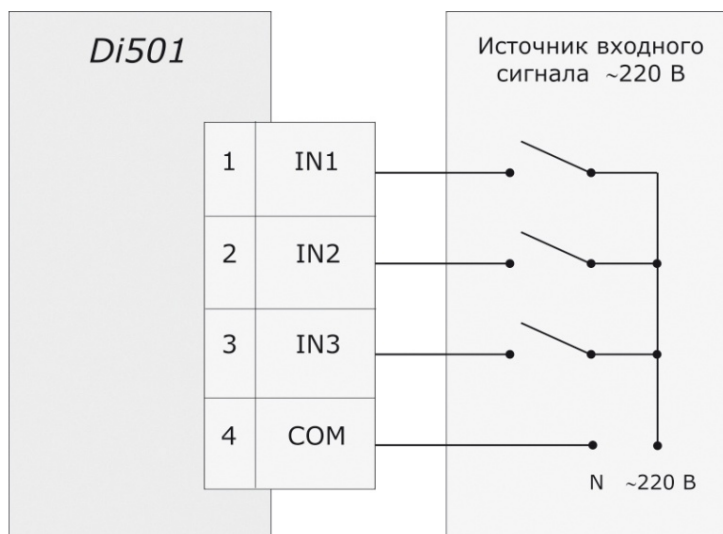 Di501
Источник входного
сигнала ~220 В
1 IN1
2 IN2
3 IN3
4 COM
N ~220 В